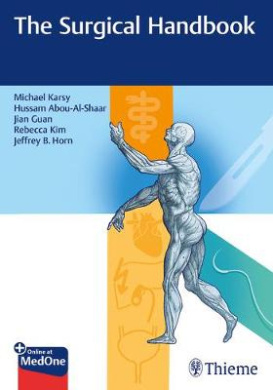 The Surgical Handbook
Michael Karsy
Hussam Abou-Al-Shaar
Jian Guan
Rebecca Kim
Jeffrey B. Horn
+ Online at
MedOne
Thieme